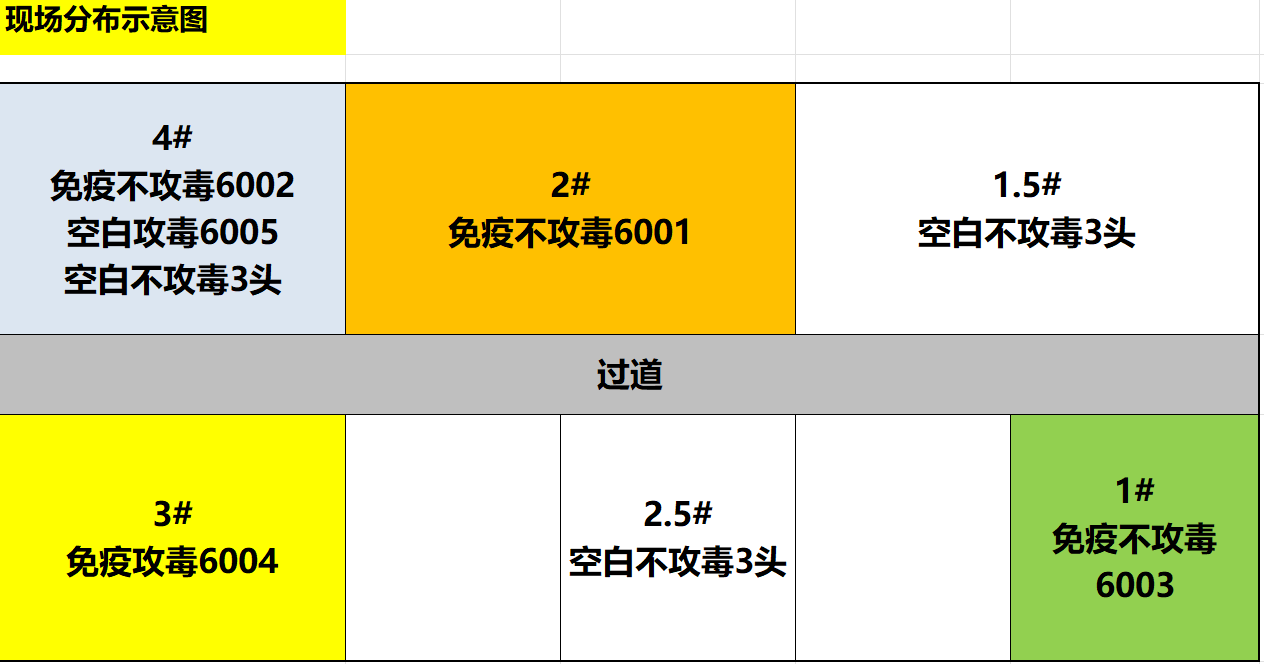 现场分布示意图
4#
免疫不攻毒6002
空白攻毒6005
空白不攻毒3头
2#
免疫不攻毒6001
1.5#
空白不攻毒3头
过道
3#
免疫攻毒6004
2.5#
空白不攻毒3头
1#
免疫不攻毒
6003